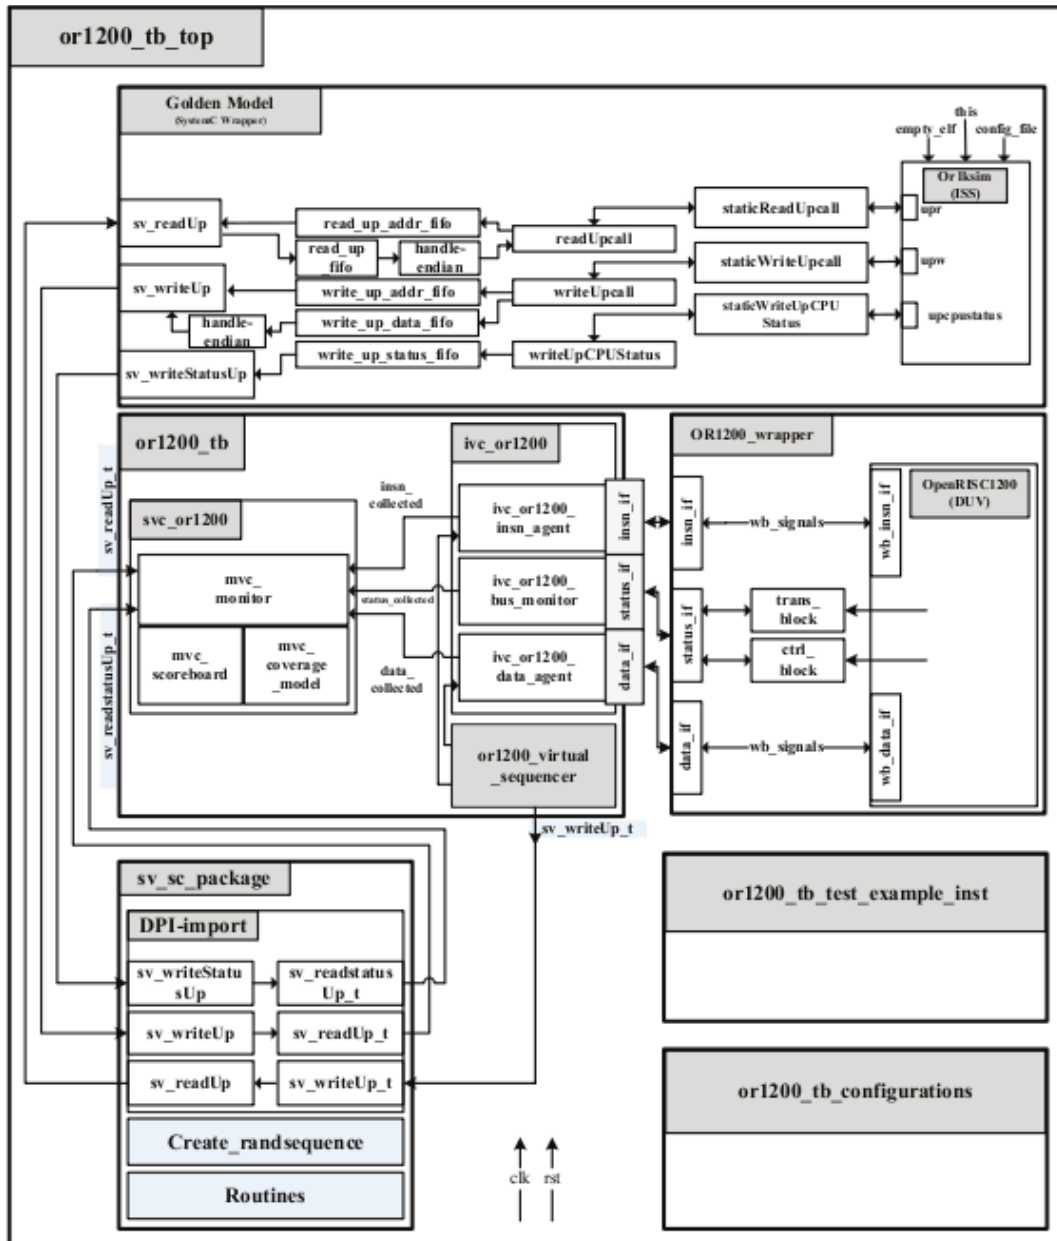 or1200_tb_top
Golden Model
(SystemC Wrapper)
this
empty_elf
config_file
Or1ksim
(ISS)
sv_readUp
read_up_addr_fifo
readUpcall
staticReadUpcall
upr
read_up
_fifo
handle-
endian
sv_writeUp
write_up_addr_fifo
writeUpcall
staticWriteUpcall
upw
handle-
endian
write_up_data_fifo
staticWriteUpCPU
Status
upcpustatus
sv_writeStatusUp
write_up_status_fifo
writeUpCPUStatus
or1200_tb
ivc_or1200
OR1200_wrapper
OpenRISC1200
(DUV)
sv_readUp_t
sv_readstatusUp_t
svc_or1200
insn_
collected
ivc_or1200_
insn_agent
insn_if
insn_if
wb_signals
wb_insn_if
mvc_
monitor
status_collected
ivc_or1200_
bus_monitor
status_if
status_if
trans_
block
ctrl_
block
mvc_
scoreboard
mvc_
coverage
_model
data_
collected
ivc_or1200_
data_agent
data_if
data_if
wb_signals
wb_data_if
or1200_virtual
_sequencer
sv_writeUp_t
sv_sc_package
DPI-import
sv_writeStat
usUp
sv_readstatus
Up_t
sv_writeUp
sv_readUp_t
sv_readUp
sv_writeUp_t
Create_randsequence
Routines
clk
rst
or1200_tb_test_example_inst
or1200_tb_configurations